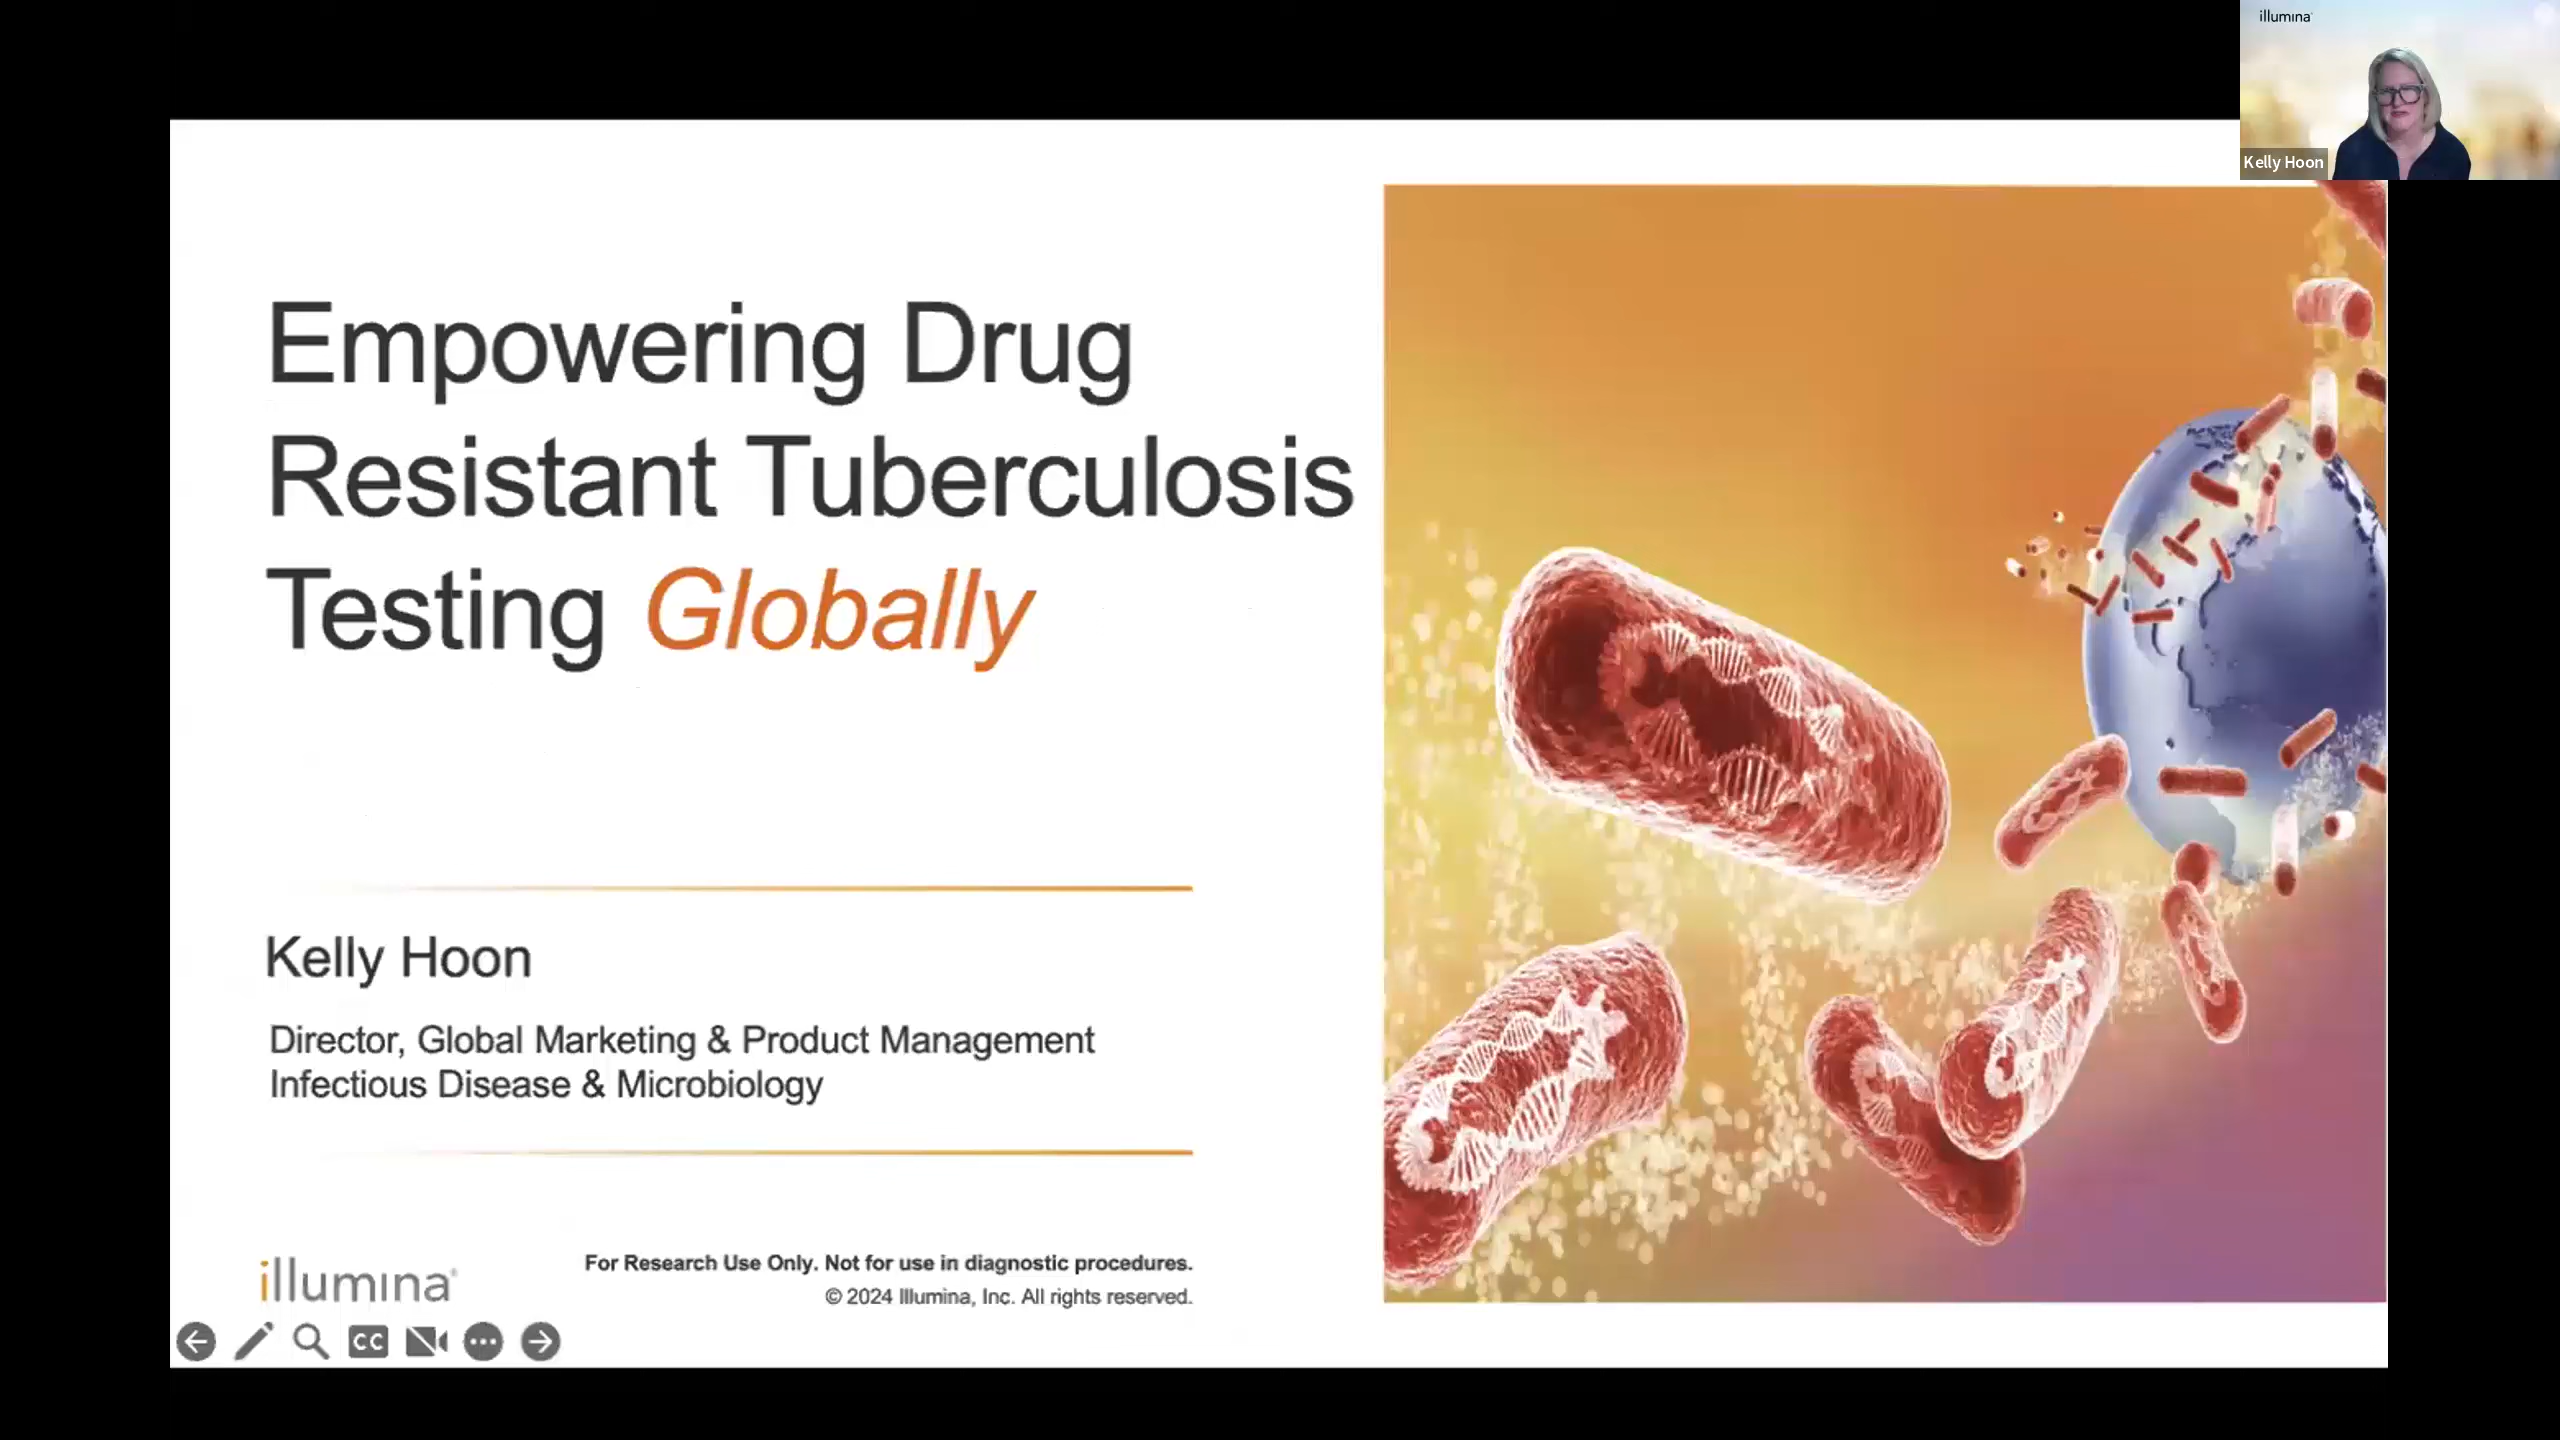 illumina
Kelly Hoon
Empowering Drug
Resistant Tuberculosis
Testing Globally
Kelly Hoon
Director, Global Marketing & Product Management
Infectious Disease & Microbiology
illumina®
For Research Use Only. Not for use in diagnostic procedures.
© 2024 Illumina, Inc. All rights reserved.
CC